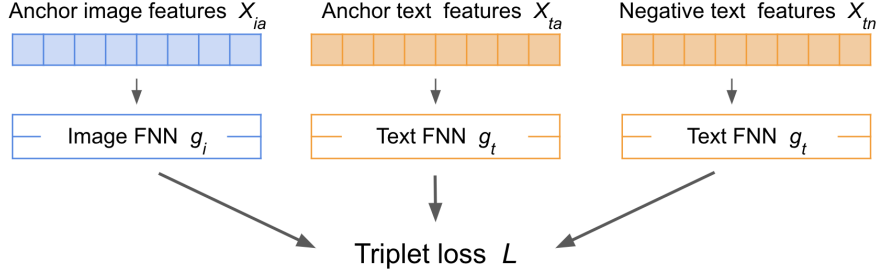 Anchor image features X_ia
Anchor text features X_ta
Negative text features X_tn
Image FNN g_i
Text FNN g_t
Text FNN g_t
Triplet loss L